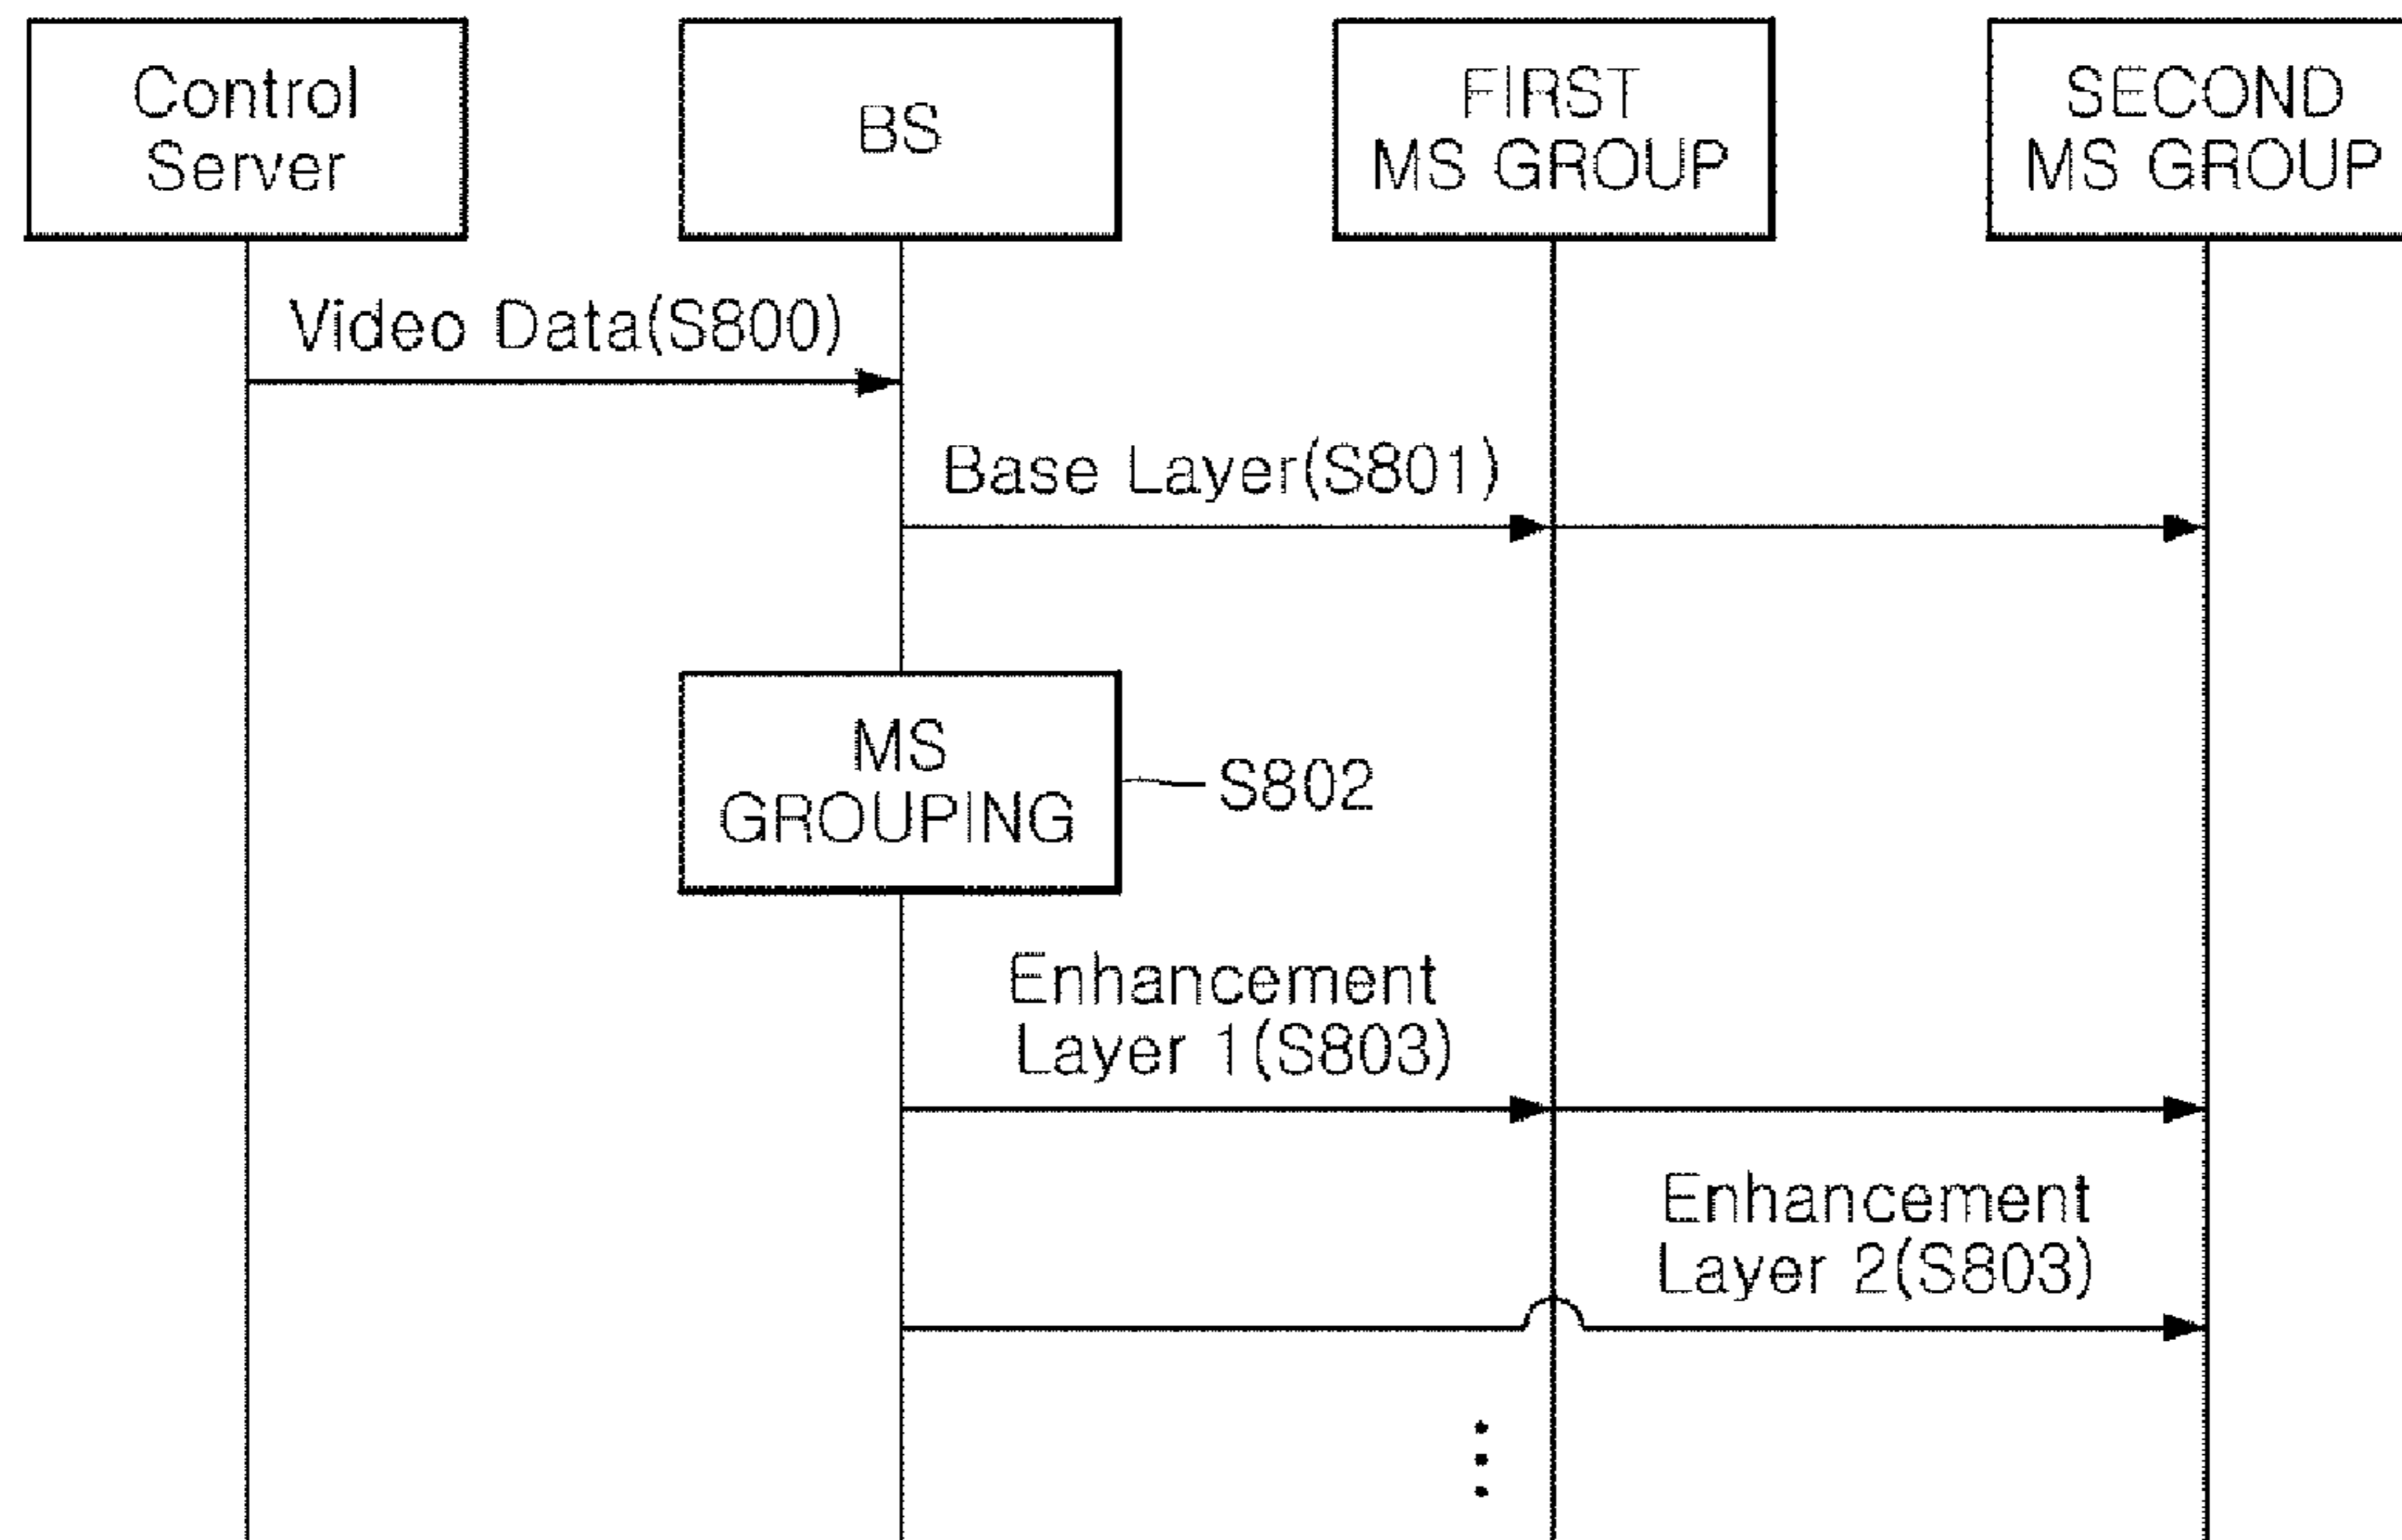 Control
Server
BS
FIRST
MS GROUP
SECOND
MS GROUP
Video Data(S800)
Base Layer(S801)
MS
GROUPING
S802
Enhancement
Layer 1(S803)
Enhancement
Layer 2(S803)